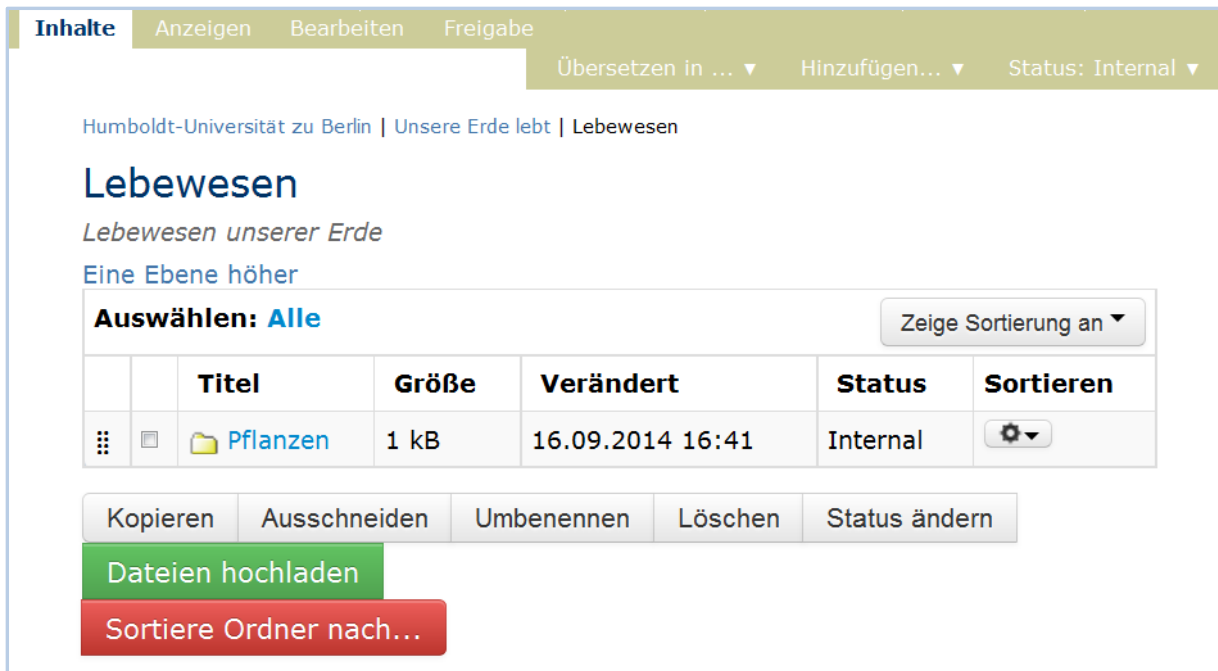 Inhalte Anzeigen Bearbeiten Freigabe
Übersetzen in ... ▼ Hinzufügen... ▼ Status: Internal ▼
Humboldt-Universität zu Berlin | Unsere Erde lebt | Lebewesen
Lebewesen
Lebewesen unserer Erde
Eine Ebene höher
Auswählen: Alle Zeige Sortierung an
Titel Größe Verändert Status Sortieren
Pflanzen 1 kB 16.09.2014 16:41 Internal
Kopieren Ausschneiden Umbenennen Löschen Status ändern
Dateien hochladen
Sortiere Ordner nach...